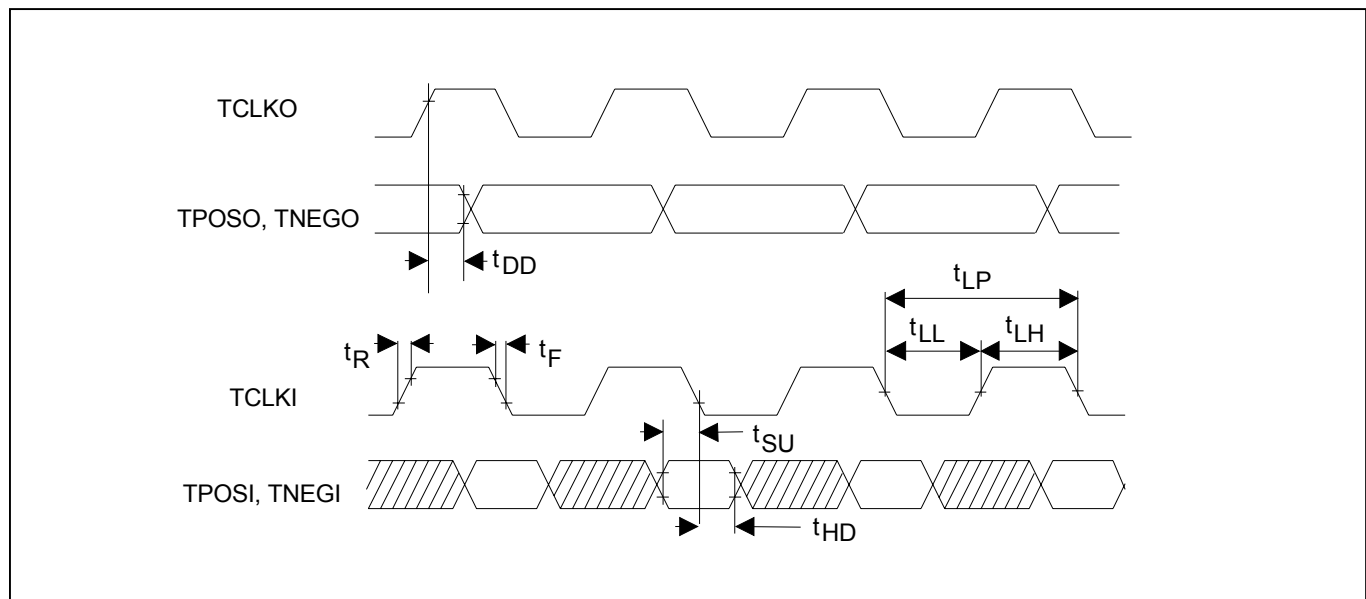 TCLKO
TPOSO, TNEGO
tDD
tLP
tLL
tLH
tR
tF
TCLKI
tSU
TPOSI, TNEGI
tHD